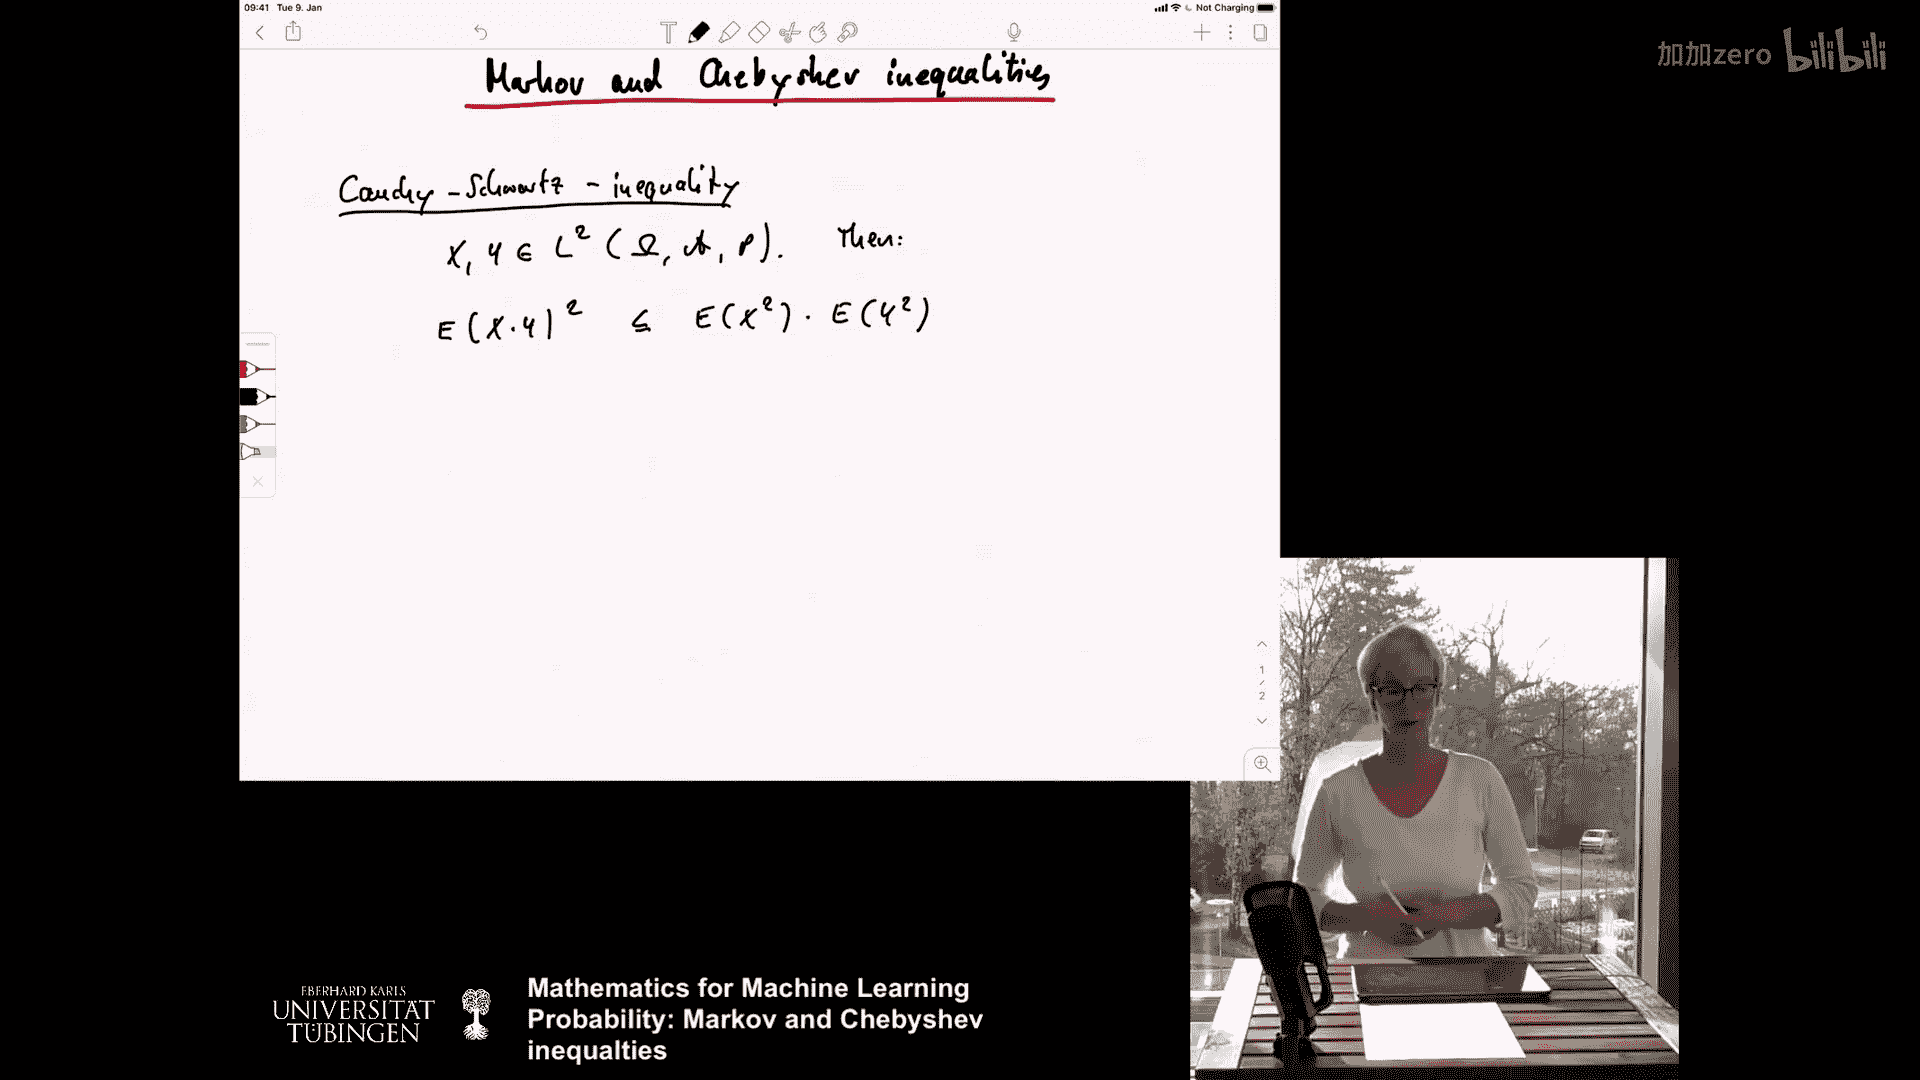 09:41 Tue 9. Jan
Not Charging
Markov and Chebyshev inequalities
加加zero bilibili
Cauchy-Schwartz-inequality
X, Y ∈ L² (Ω, A, P). Then:
E(X·Y)² ≤ E(X²) · E(Y²)
1
2
EBERHARD KARLS
UNIVERSITÄT
TÜBINGEN
Mathematics for Machine Learning
Probability: Markov and Chebyshev
inequalties